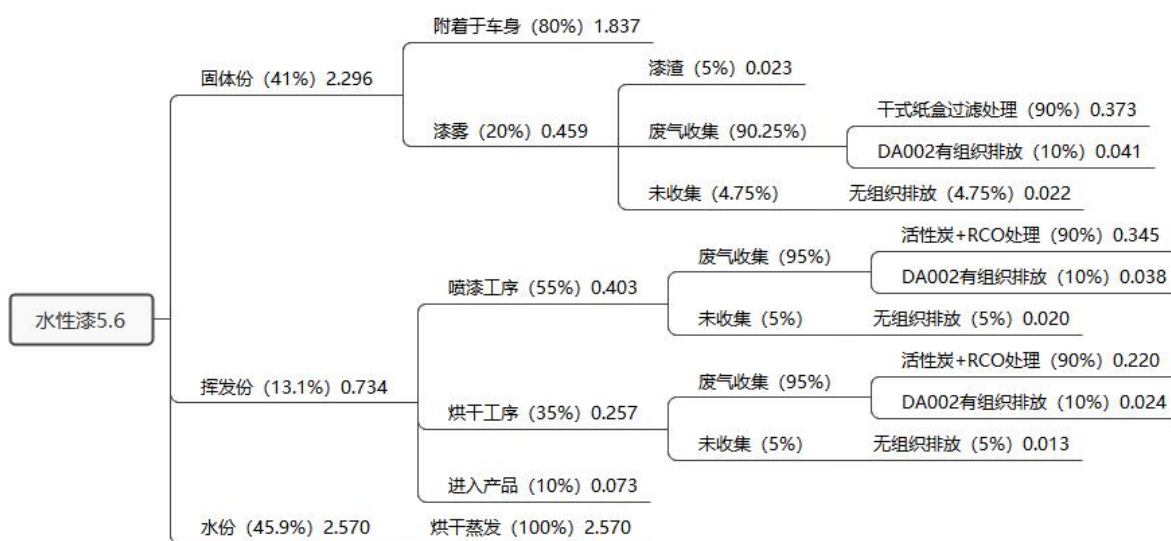 水性漆5.6
固体份（41%）2.296
附着于车身（80%）1.837
漆雾（20%）0.459
漆渣（5%）0.023
废气收集（90.25%）
干式纸盒过滤处理（90%）0.373
DA002有组织排放（10%）0.041
未收集（4.75%）
无组织排放（4.75%）0.022
挥发份（13.1%）0.734
喷漆工序（55%）0.403
废气收集（95%）
活性炭+RCO处理（90%）0.345
DA002有组织排放（10%）0.038
未收集（5%）
无组织排放（5%）0.020
烘干工序（35%）0.257
废气收集（95%）
活性炭+RCO处理（90%）0.220
DA002有组织排放（10%）0.024
未收集（5%）
无组织排放（5%）0.013
进入产品（10%）0.073
水份（45.9%）2.570
烘干蒸发（100%）2.570